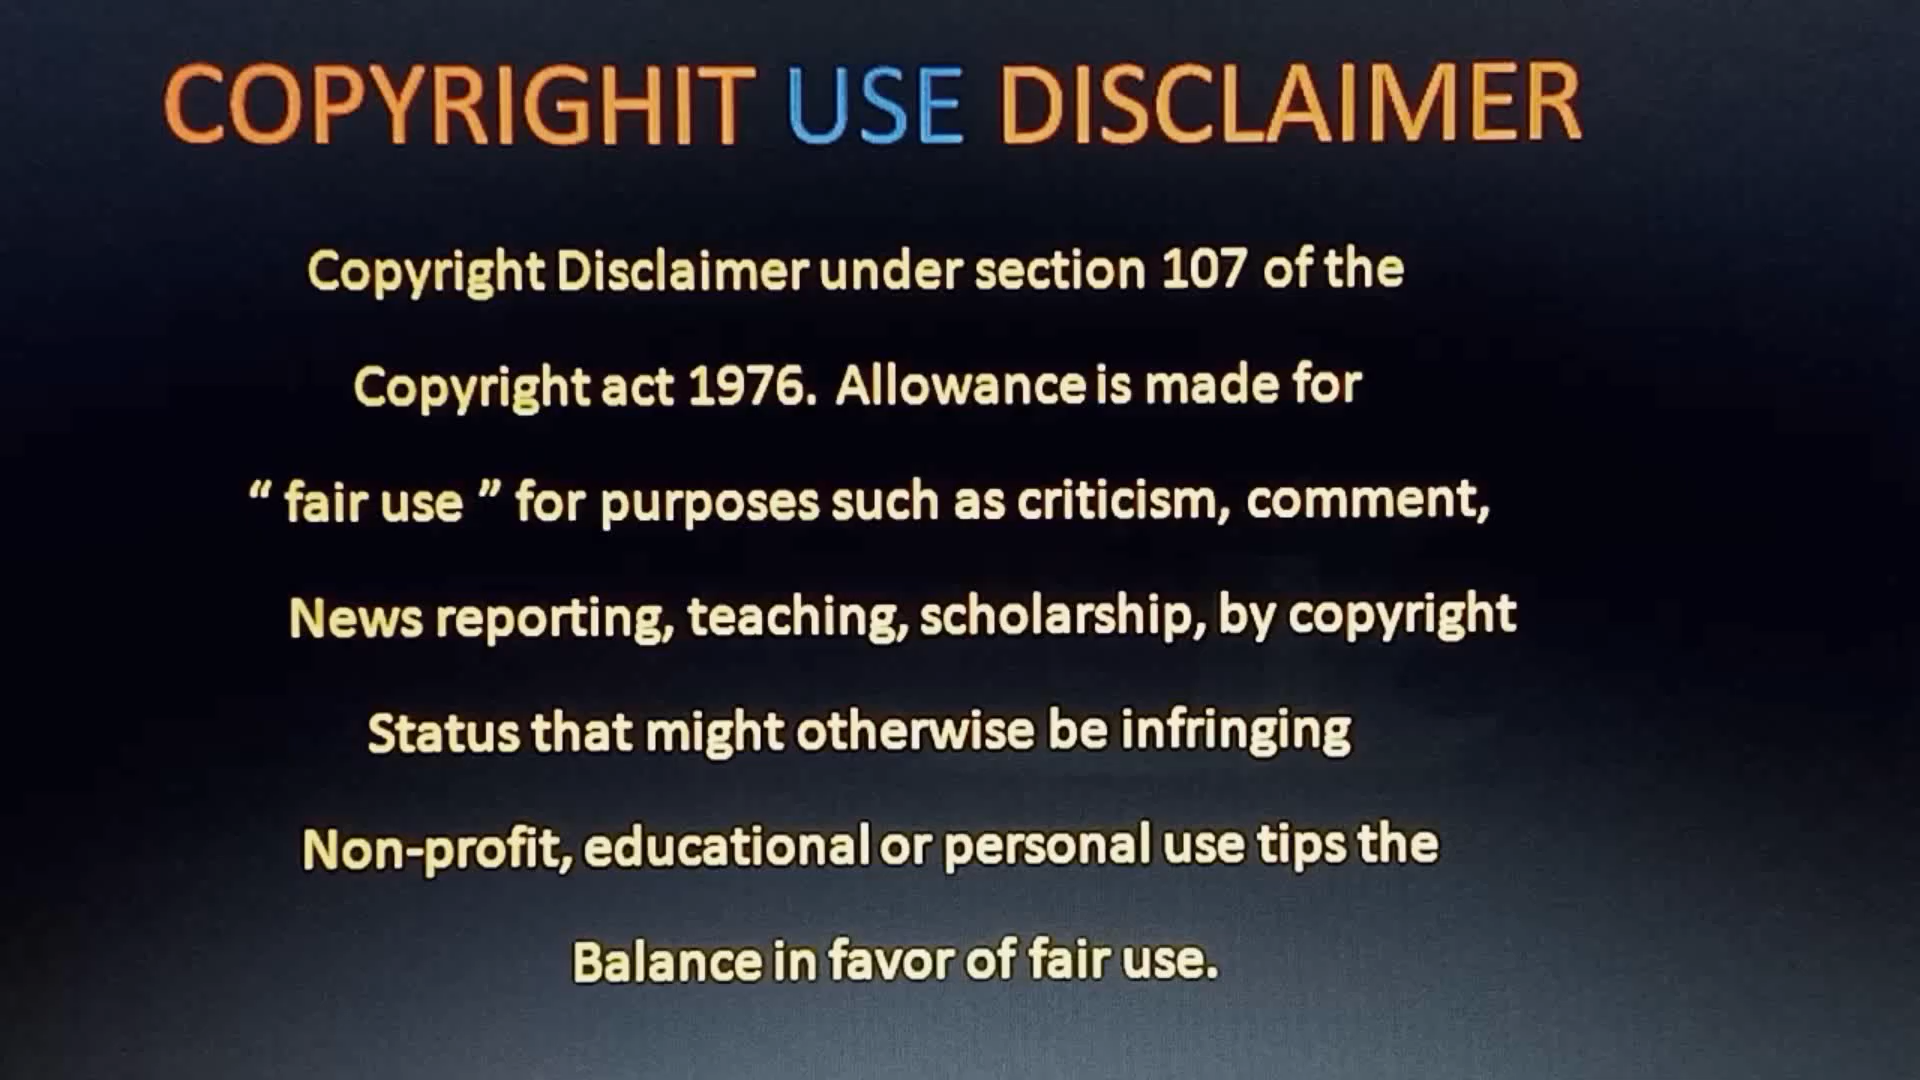 COPYRIGHIT USE DISCLAIMER
Copyright Disclaimer under section 107 of the
Copyright act 1976. Allowance is made for
“ fair use ” for purposes such as criticism, comment,
News reporting, teaching, scholarship, by copyright
Status that might otherwise be infringing
Non-profit, educational or personal use tips the
Balance in favor of fair use.